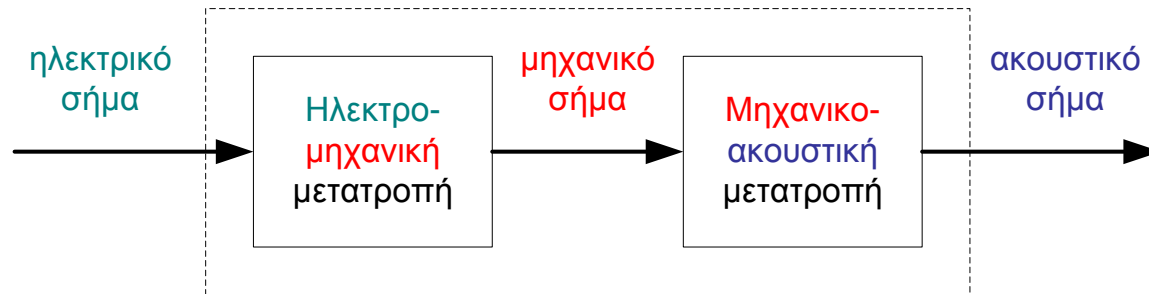 ηλεκτρικό
σήμα
Ηλεκτρο-
μηχανική
μετατροπή
μηχανικό
σήμα
Μηχανικο-
ακουστική
μετατροπή
ακουστικό
σήμα